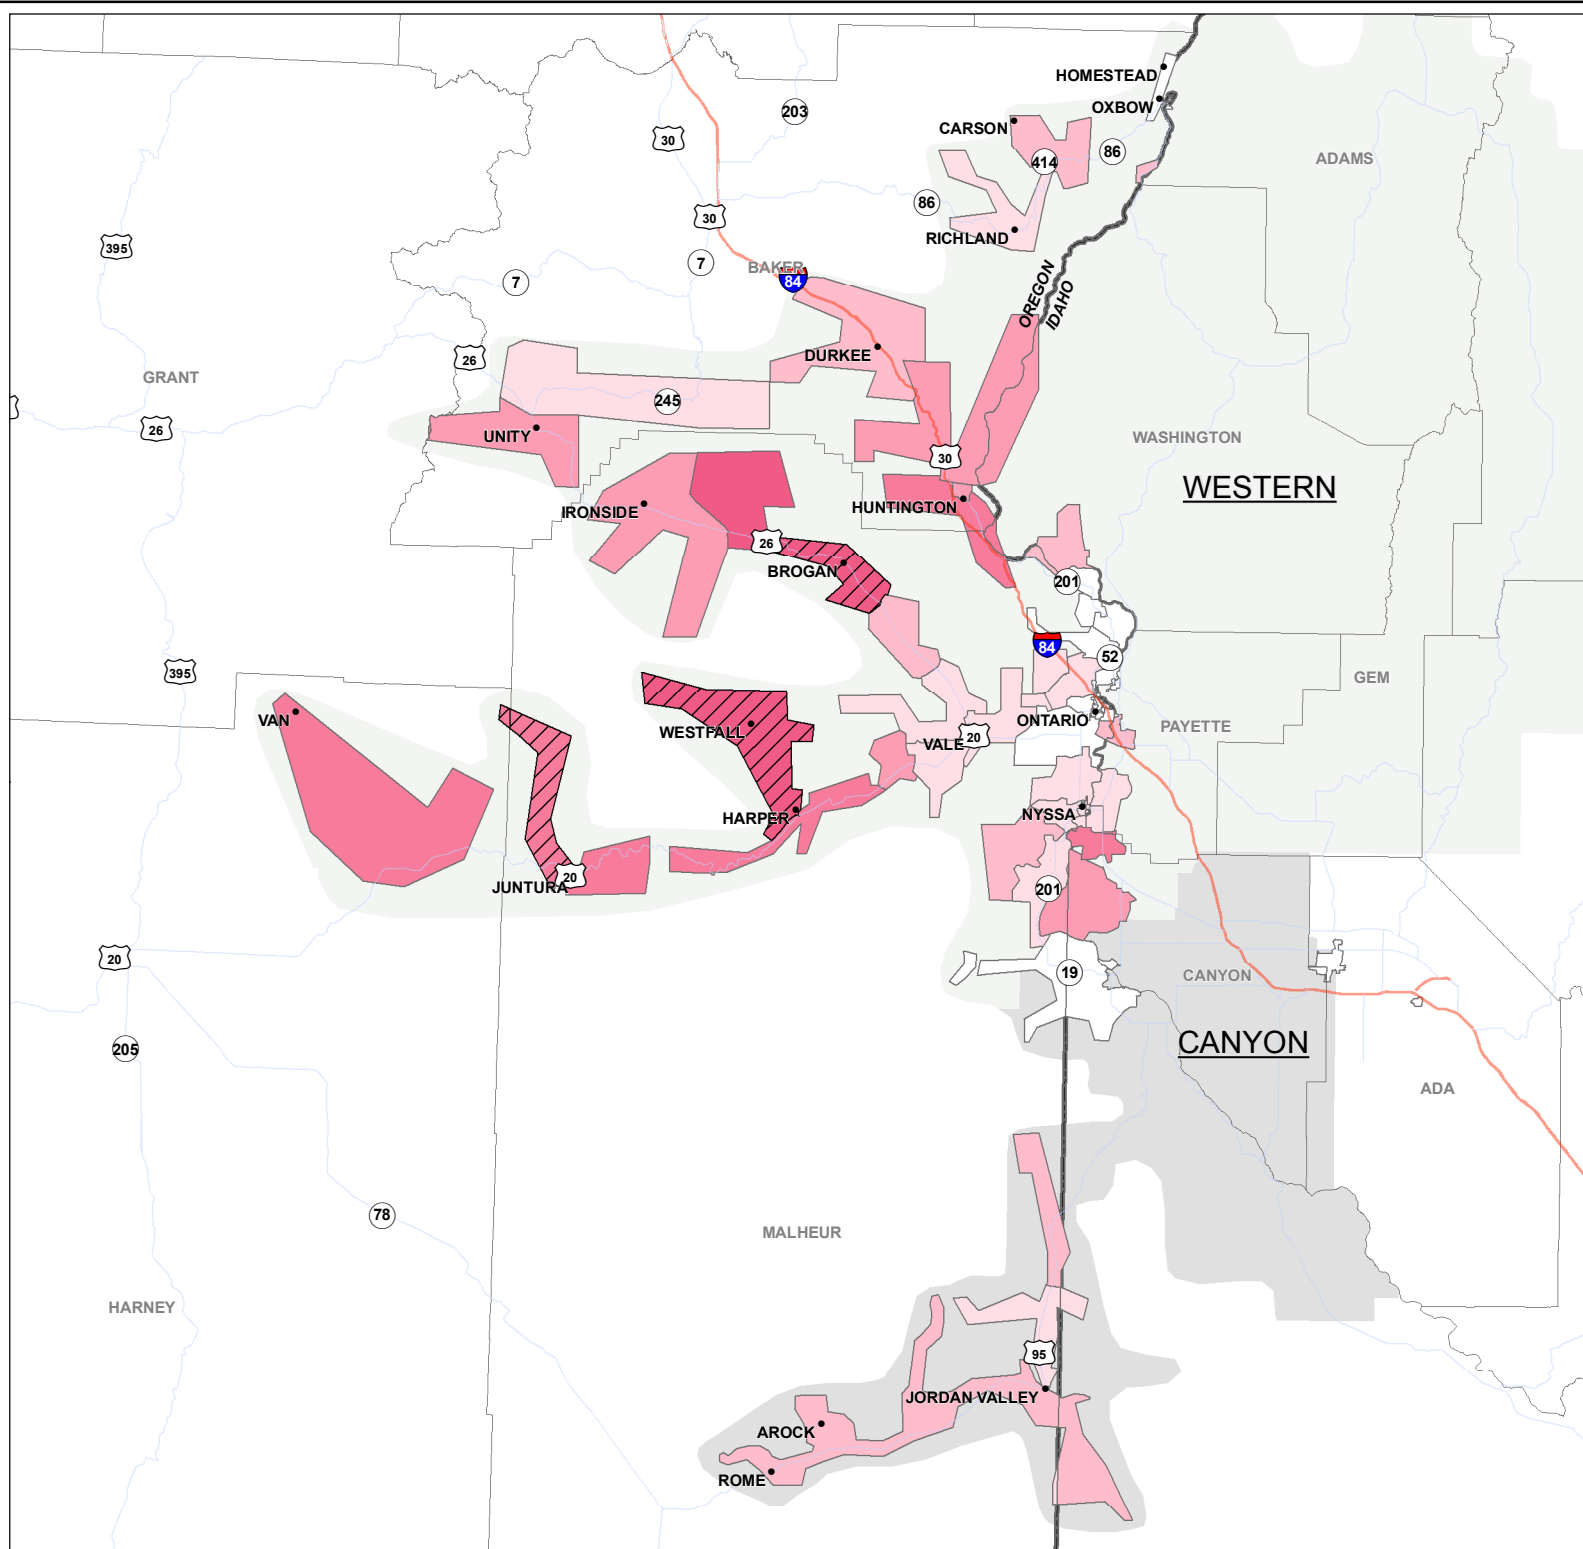 HOMESTEAD
OXBOW
203
CARSON
30
414
86
ADAMS
86
30
RICHLAND
395
7
7
BAKER
84
OREGON
IDAHO
DURKEE
26
GRANT
245
26
UNITY
WASHINGTON
30
WESTERN
HUNTINGTON
IRONSIDE
26
BROGAN
201
84
52
395
GEM
VAN
ONTARIO
PAYETTE
WESTFALL
VALE
20
HARPER
NYSSA
20
JUNTURA
201
20
19
CANYON
205
CANYON
ADA
78
MALHEUR
HARNEY
95
JORDAN VALLEY
AROCK
ROME